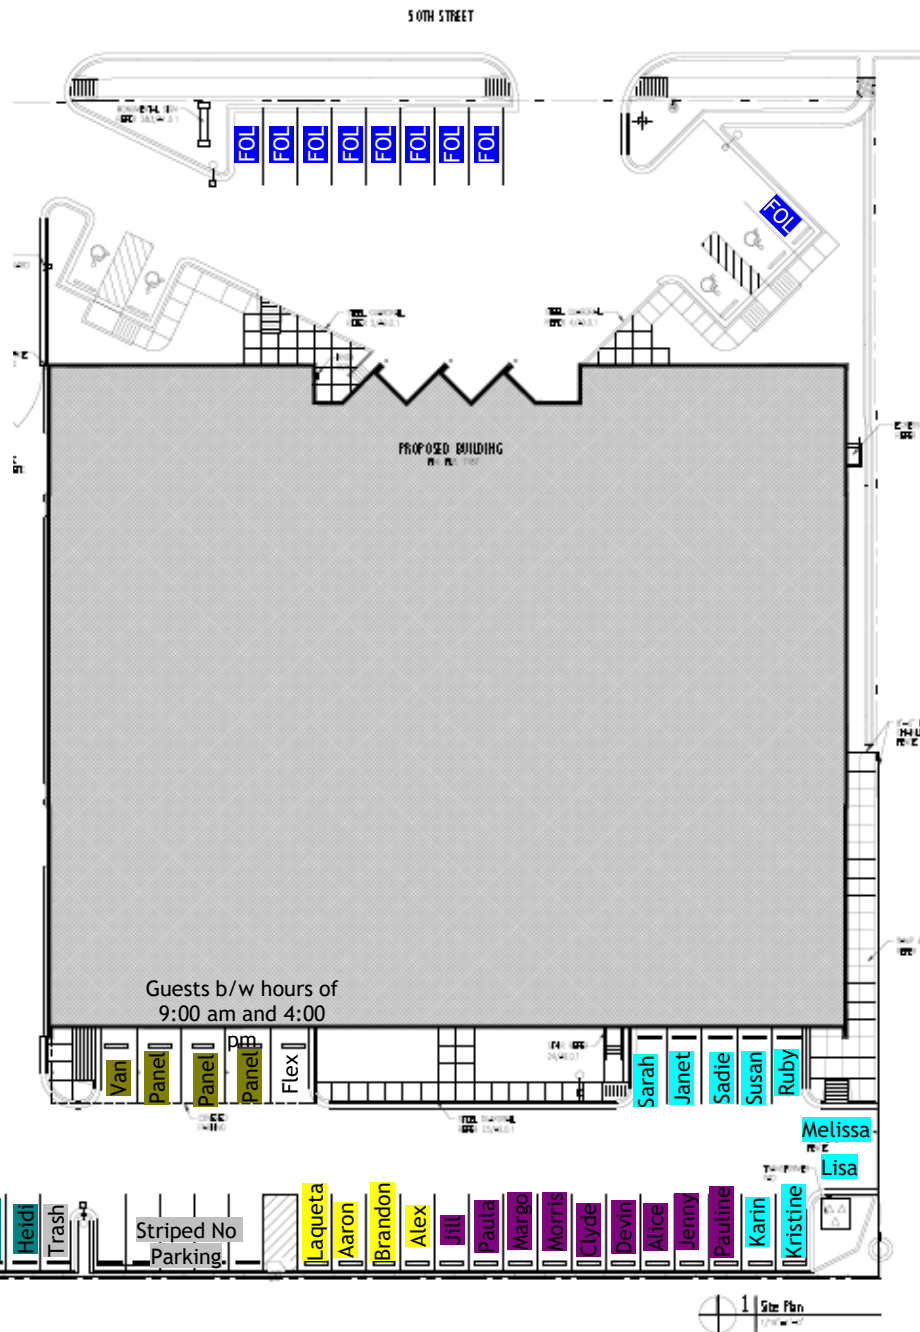 50TH STREET
FOL
FOL
FOL
FOL
FOL
FOL
FOL
FOL
FOL
PROPOSED BUILDING
Guests b/w hours of
9:00 am and 4:00
pm
Van
Panel
Panel
Panel
Flex
Sarah
Janet
Sadie
Susan
Ruby
Melissa
Lisa
Heidi
Trash
Striped No
Parking
Laqueta
Aaron
Brandon
Alex
Jill
Paula
Margo
Morris
Clyde
Devin
Alice
Jenny
Pauline
Karin
Kristine
1
Site Plan